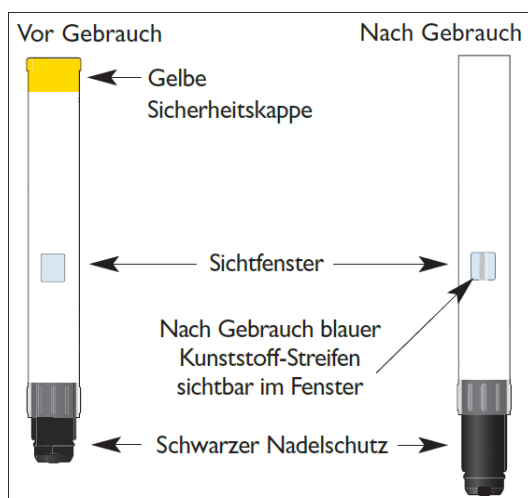 Vor Gebrauch
Nach Gebrauch
Gelbe
Sicherheitskappe
Sichtfenster
Nach Gebrauch blauer
Kunststoff-Streifen
sichtbar im Fenster
Schwarzer Nadelschutz